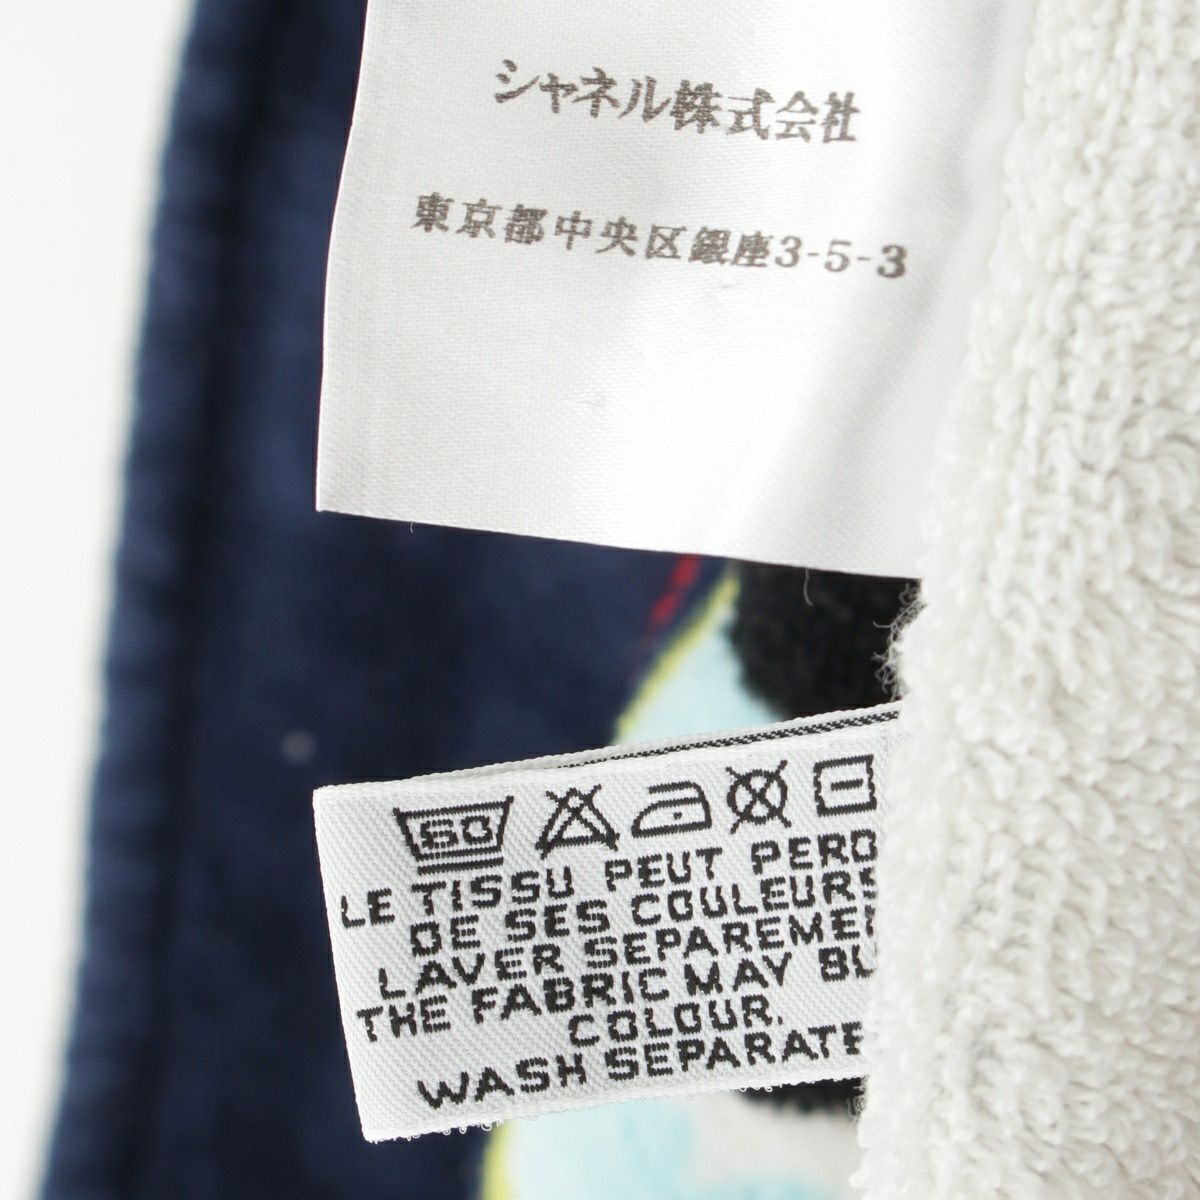 シャネル株式会社
東京都中央区銀座3-5-3
50
LE TISSU PEUT PERD
DE SES COULEURS
LAVER SEPAREME
THE FABRIC MAY BL
COLOUR.
WASH SEPARATE